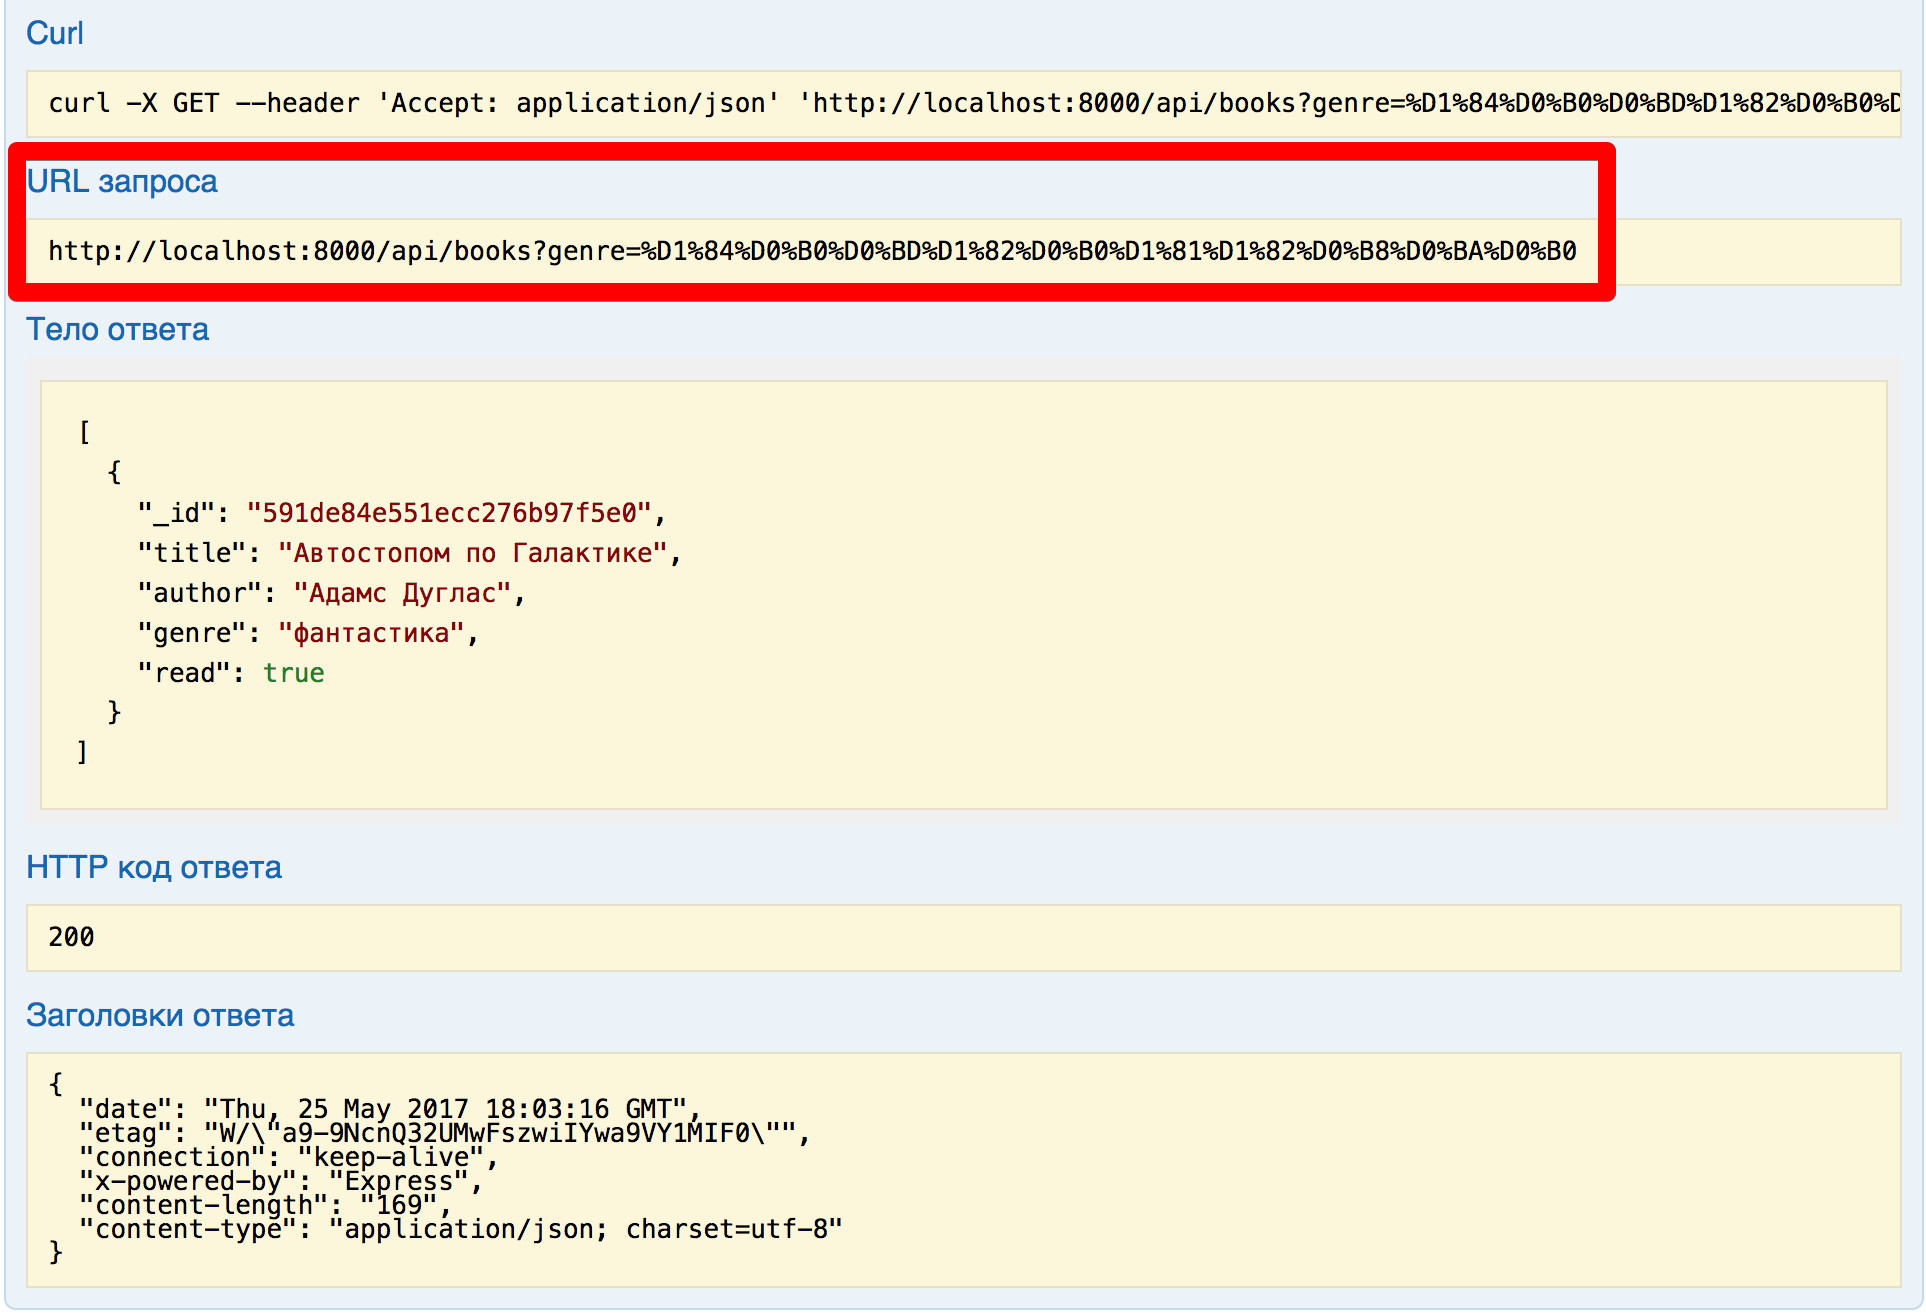 Curl
curl -X GET --header 'Accept: application/json' 'http://localhost:8000/api/books?genre=%D1%84%D0%B0%D0%BD%D1%82%D0%B0%D
URL запроса
http://localhost:8000/api/books?genre=%D1%84%D0%B0%D0%BD%D1%82%D0%B0%D1%81%D1%82%D0%B8%D0%BA%D0%B0
Тело ответа
[
{
"_id": "591de84e551ecc276b97f5e0",
"title": "Автостопом по Галактике",
"author": "Адамс Дуглас",
"genre": "фантастика",
"read": true
}
]
HTTP код ответа
200
Заголовки ответа
{
"date": "Thu, 25 May 2017 18:03:16 GMT",
"etag": "W/\"a9-9NcnQ32UMwFszwiIYwa9VY1MIF0\"",
"connection": "keep-alive",
"x-powered-by": "Express",
"content-length": "169",
"content-type": "application/json; charset=utf-8"
}